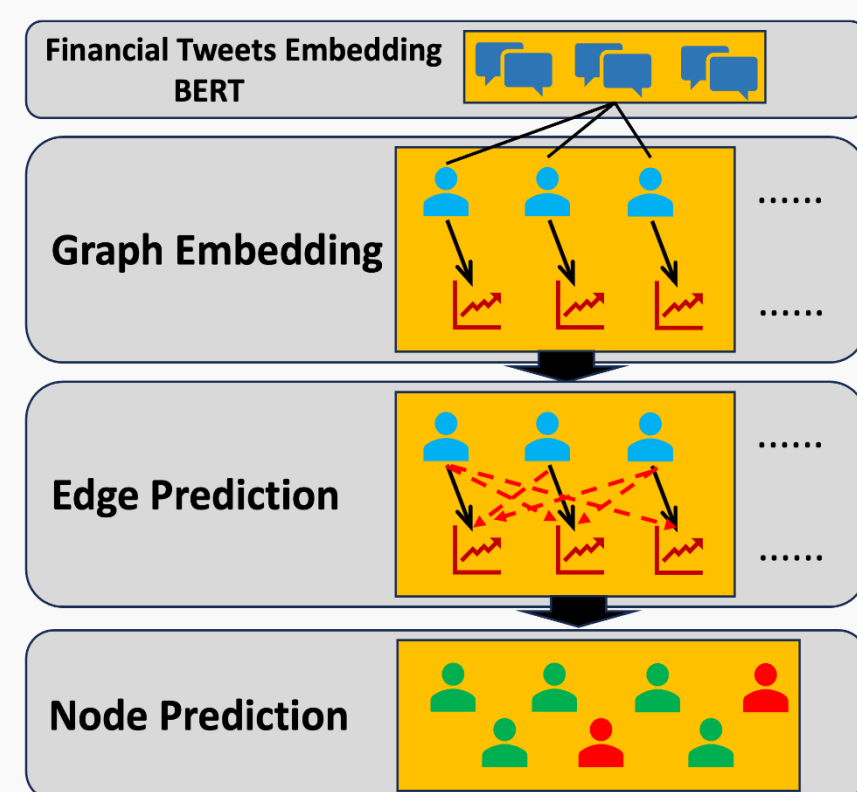 Financial Tweets Embedding
BERT
Graph Embedding
......
......
Edge Prediction
......
......
Node Prediction